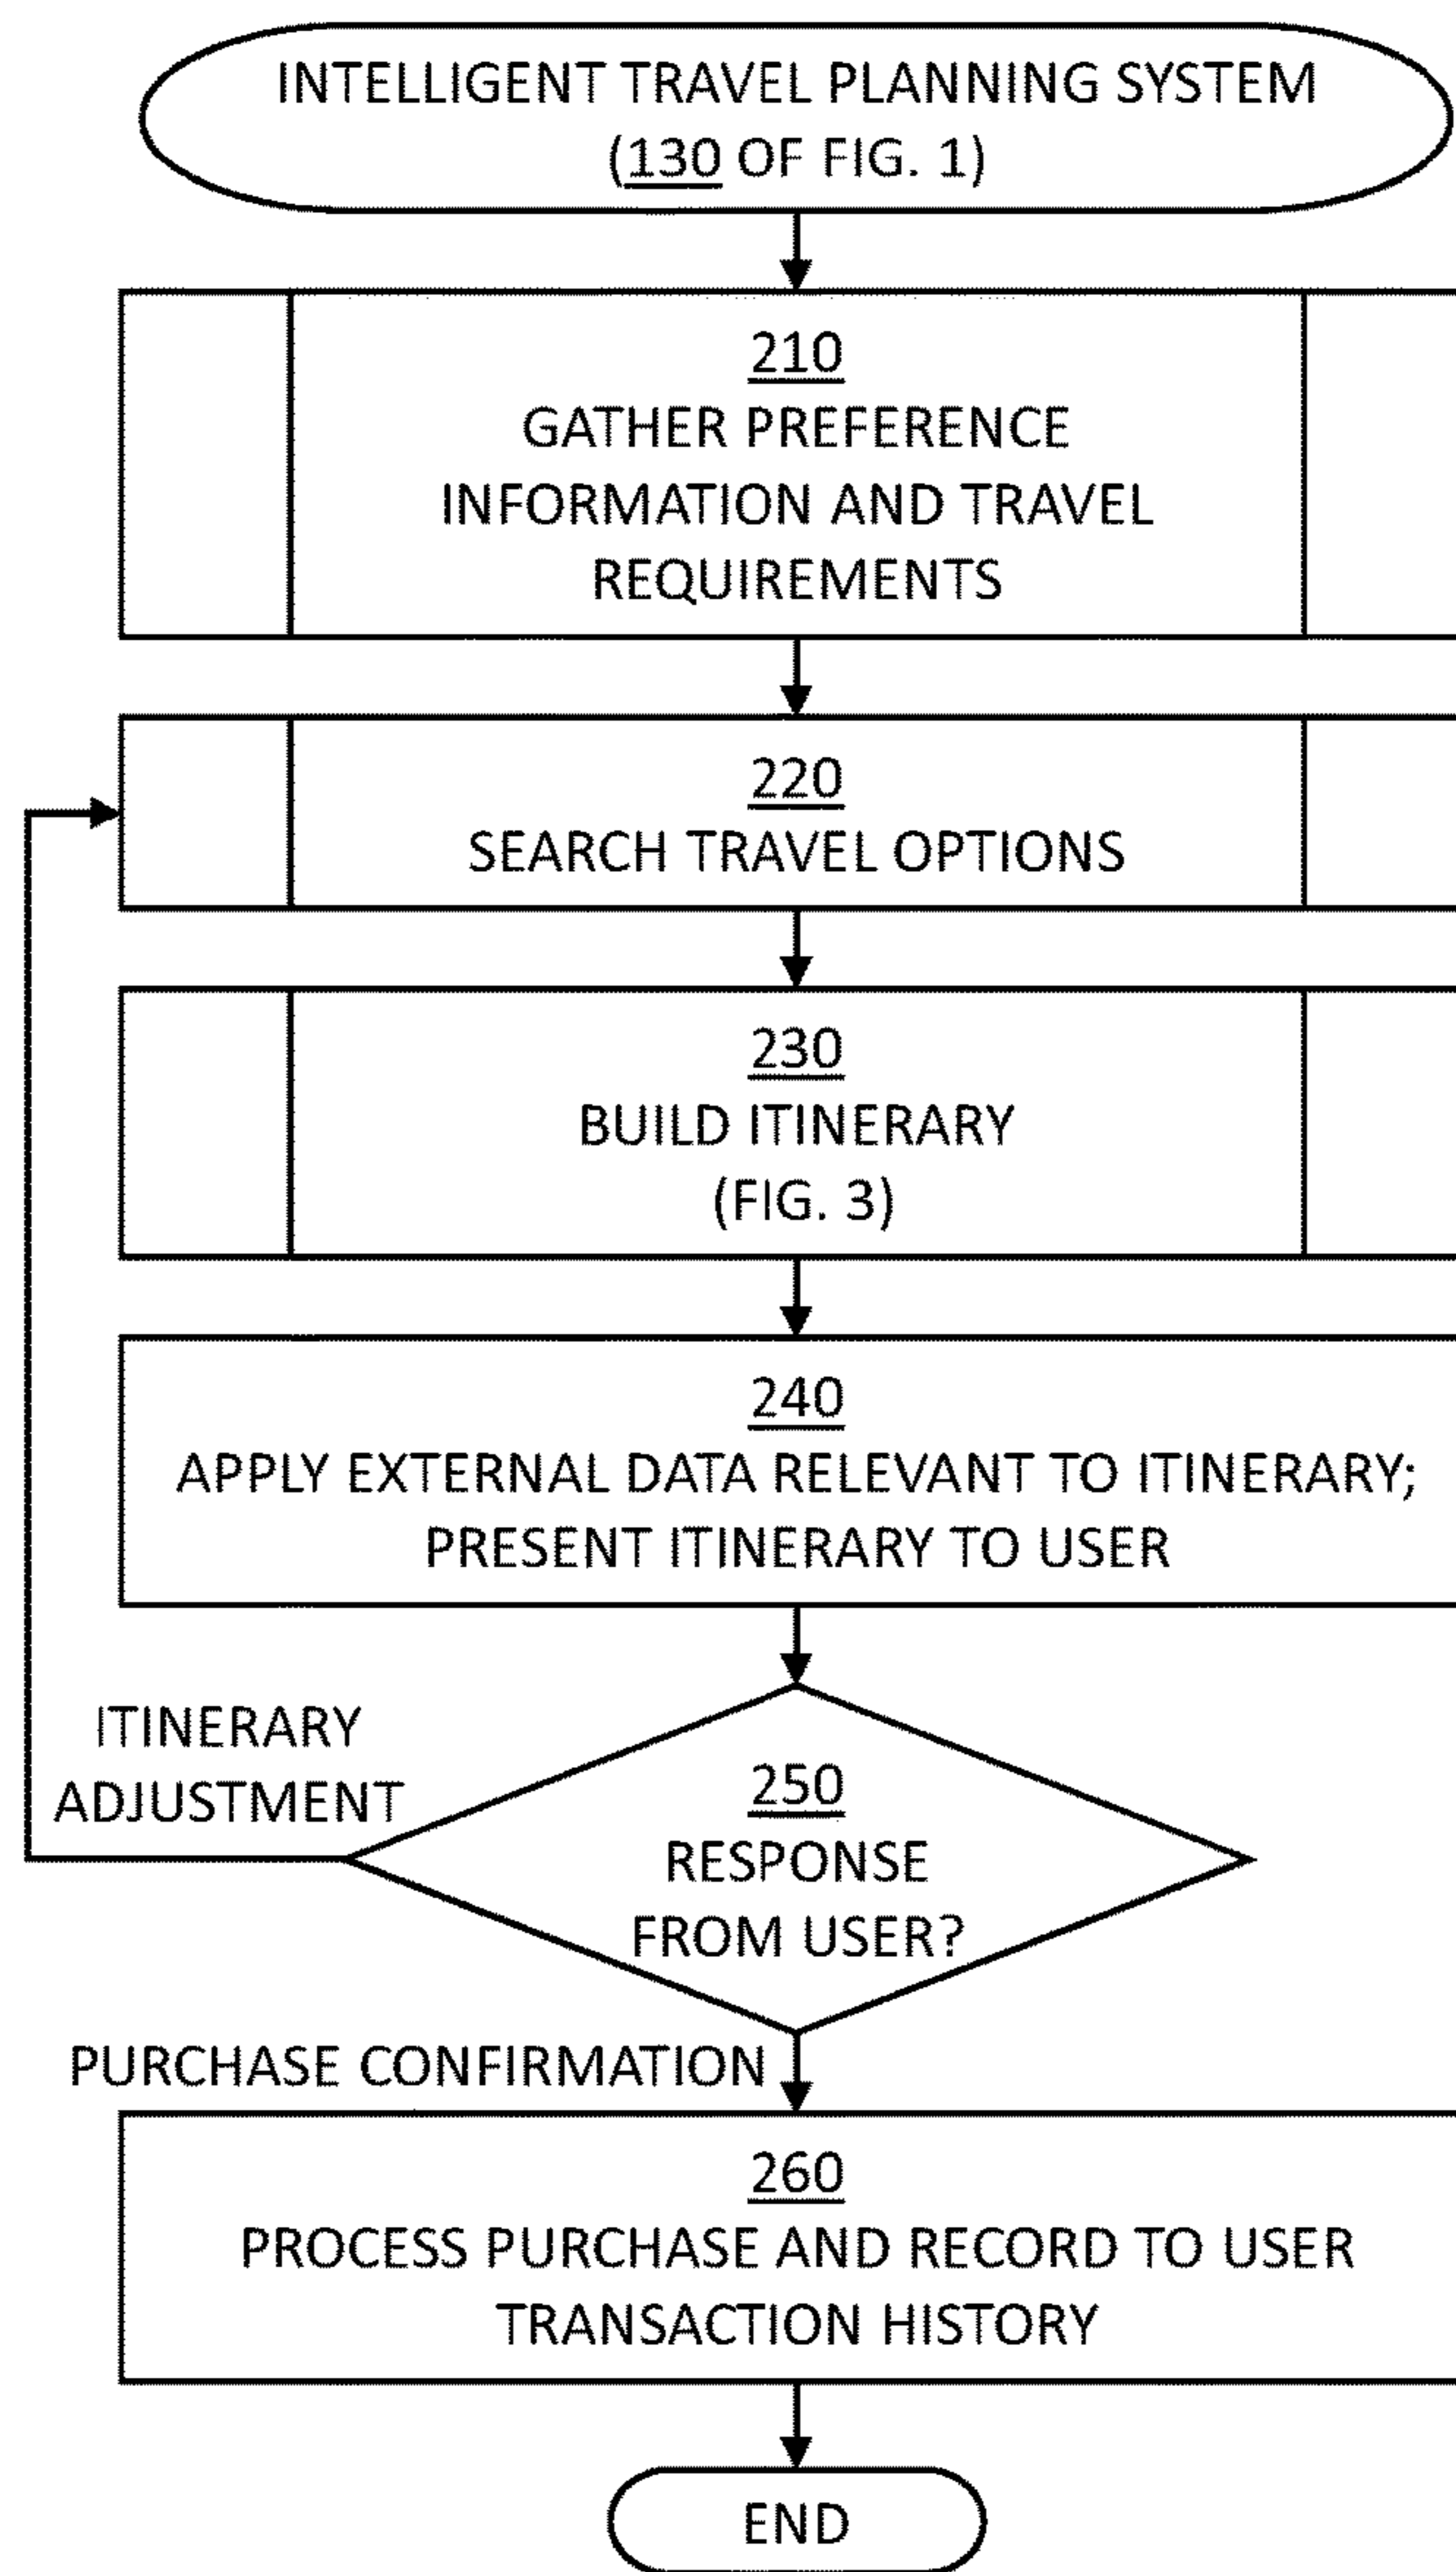 INTELLIGENT TRAVEL PLANNING SYSTEM
(130 OF FIG. 1)
210
GATHER PREFERENCE
INFORMATION AND TRAVEL
REQUIREMENTS
220
SEARCH TRAVEL OPTIONS
230
BUILD ITINERARY
(FIG. 3)
240
APPLY EXTERNAL DATA RELEVANT TO ITINERARY;
PRESENT ITINERARY TO USER
ITINERARY
ADJUSTMENT
250
RESPONSE
FROM USER?
PURCHASE CONFIRMATION
260
PROCESS PURCHASE AND RECORD TO USER
TRANSACTION HISTORY
END